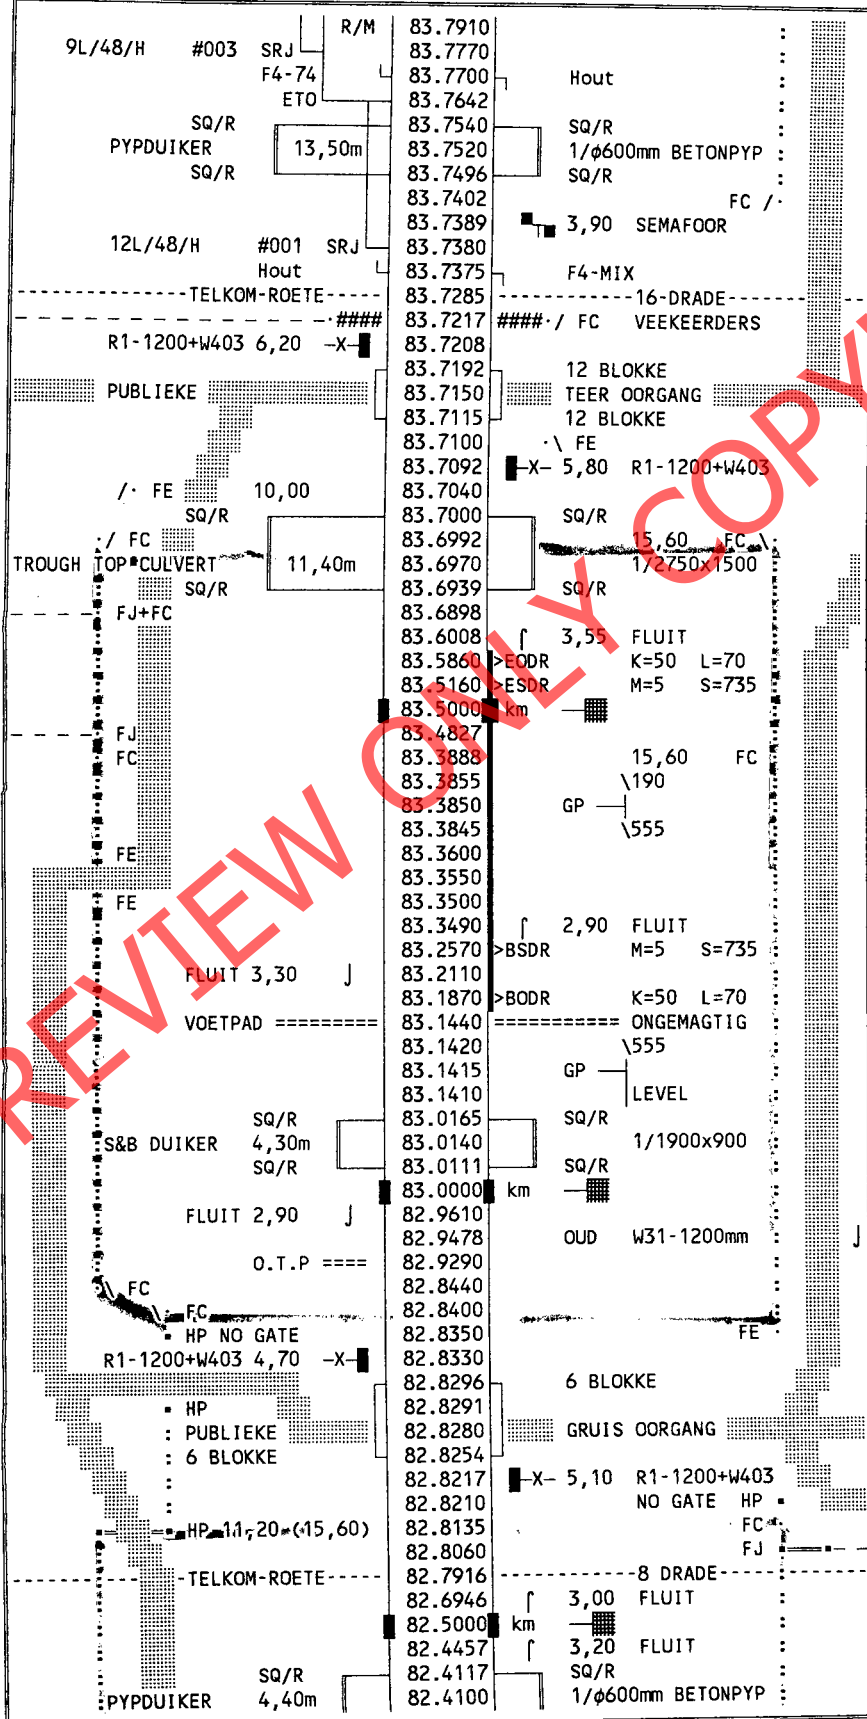 R/M 83.7910
9L/48/H #003 SRJ 83.7770
F4-74 83.7700 Hout
ETO 83.7642
SQ/R 83.7540 SQ/R
PYPDUIKER 13,50m 83.7520 1/φ600mm BETONPYP
SQ/R 83.7496 SQ/R
83.7402 FC /·
83.7389 3,90 SEMAFOOR
12L/48/H #001 SRJ 83.7380
Hout 83.7375 F4-MIX
TELKOM-ROETE 83.7285 16-DRADE
·#### 83.7217 ####·/ FC VEEKEERDERS
R1-1200+W403 6,20 -X- 83.7208
83.7192 12 BLOKKE
PUBLIEKE 83.7150 TEER OORGANG
83.7115 12 BLOKKE
83.7100 ·\ FE
83.7092 -X- 5,80 R1-1200+W403
/· FE 10,00 83.7040
SQ/R 83.7000 SQ/R
/ FC 83.6992 15,60 FC \
TROUGH TOP CULVERT 11,40m 83.6970 1/2750x1500
SQ/R 83.6939 SQ/R
FJ+FC 83.6898
83.6008 3,55 FLUIT
83.5860 >EODR K=50 L=70
83.5160 >ESDR M=5 S=735
83.5000 km
FJ 83.4827
FC 83.3888 15,60 FC
83.3855 \190
83.3850 GP
83.3845 \555
FE 83.3600
83.3550
FE 83.3500
83.3490 2,90 FLUIT
83.2570 >BSDR M=5 S=735
FLUIT 3,30 83.2110
83.1870 >BODR K=50 L=70
VOETPAD ======== 83.1440 ========== ONGEMAGTIG
83.1420 \555
83.1415 GP
83.1410 LEVEL
SQ/R 83.0165 SQ/R
S&B DUIKER 4,30m 83.0140 1/1900x900
SQ/R 83.0111 SQ/R
83.0000 km
FLUIT 2,90 82.9610
82.9478 OUD W31-1200mm
O.T.P ==== 82.9290
\ FC 82.8440
\ FC 82.8400
HP NO GATE 82.8350 FE
R1-1200+W403 4,70 -X- 82.8330
82.8296 6 BLOKKE
HP 82.8291
PUBLIEKE 82.8280 GRUIS OORGANG
6 BLOKKE 82.8254
82.8217 -X- 5,10 R1-1200+W403
82.8210 NO GATE HP
HP 11,20 (15,60) 82.8135 FC
82.8060 FJ
TELKOM-ROETE 82.7916 8 DRADE
82.6946 3,00 FLUIT
82.5000 km
82.4457 3,20 FLUIT
SQ/R 82.4117 SQ/R
PYPDUIKER 4,40m 82.4100 1/φ600mm BETONPYP
PREVIEW ONLY COPY